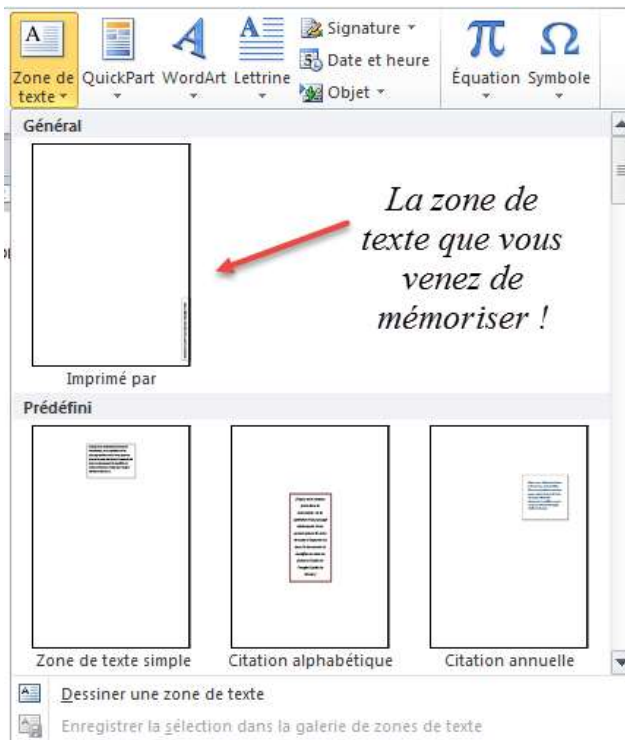 Signature
Date et heure
Objet
Zone de texte
QuickPart
WordArt
Lettrine
Équation
Symbole
Général
La zone de
texte que vous
venez de
mémoriser !
Imprimé par
Prédéfini
Zone de texte simple
Citation alphabétique
Citation annuelle
Dessiner une zone de texte
Enregistrer la sélection dans la galerie de zones de texte